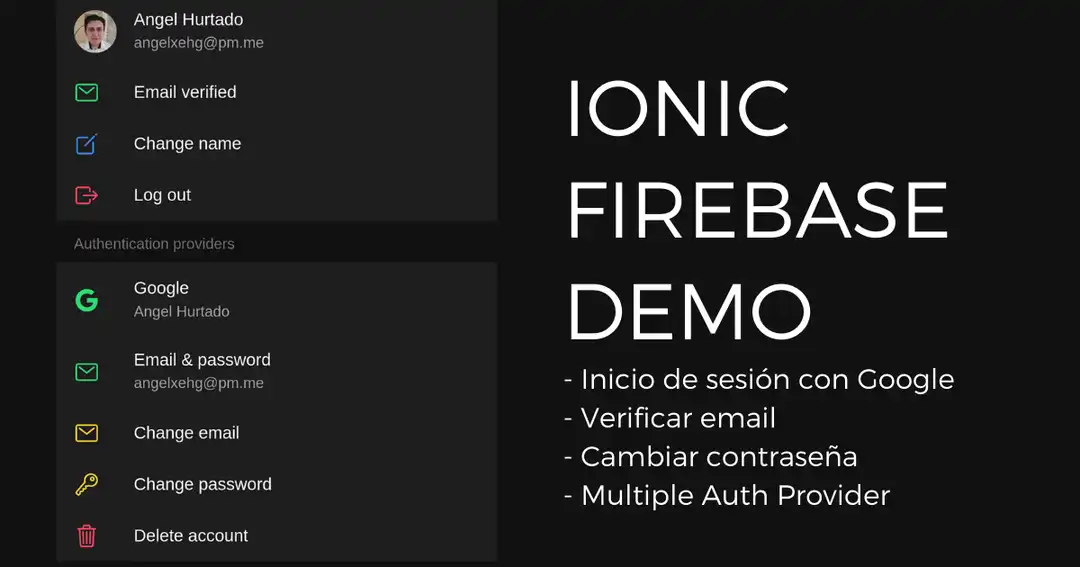 Angel Hurtado
angelxehg@pm.me
Email verified
Change name
Log out
Authentication providers
Google
Angel Hurtado
Email & password
angelxehg@pm.me
Change email
Change password
Delete account
IONIC
FIREBASE
DEMO
- Inicio de sesión con Google
- Verificar email
- Cambiar contraseña
- Multiple Auth Provider